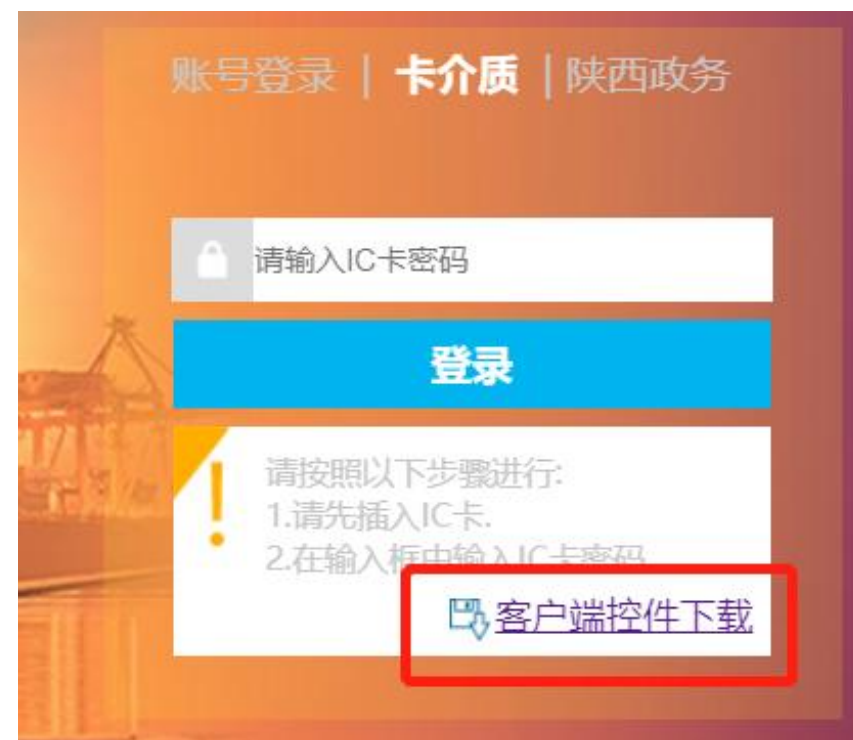 账号登录 | 卡介质 | 陕西政务
请输入IC卡密码
登录
请按照以下步骤进行:
1.请先插入IC卡.
2.在输入框中输入IC卡密码
客户端控件下载